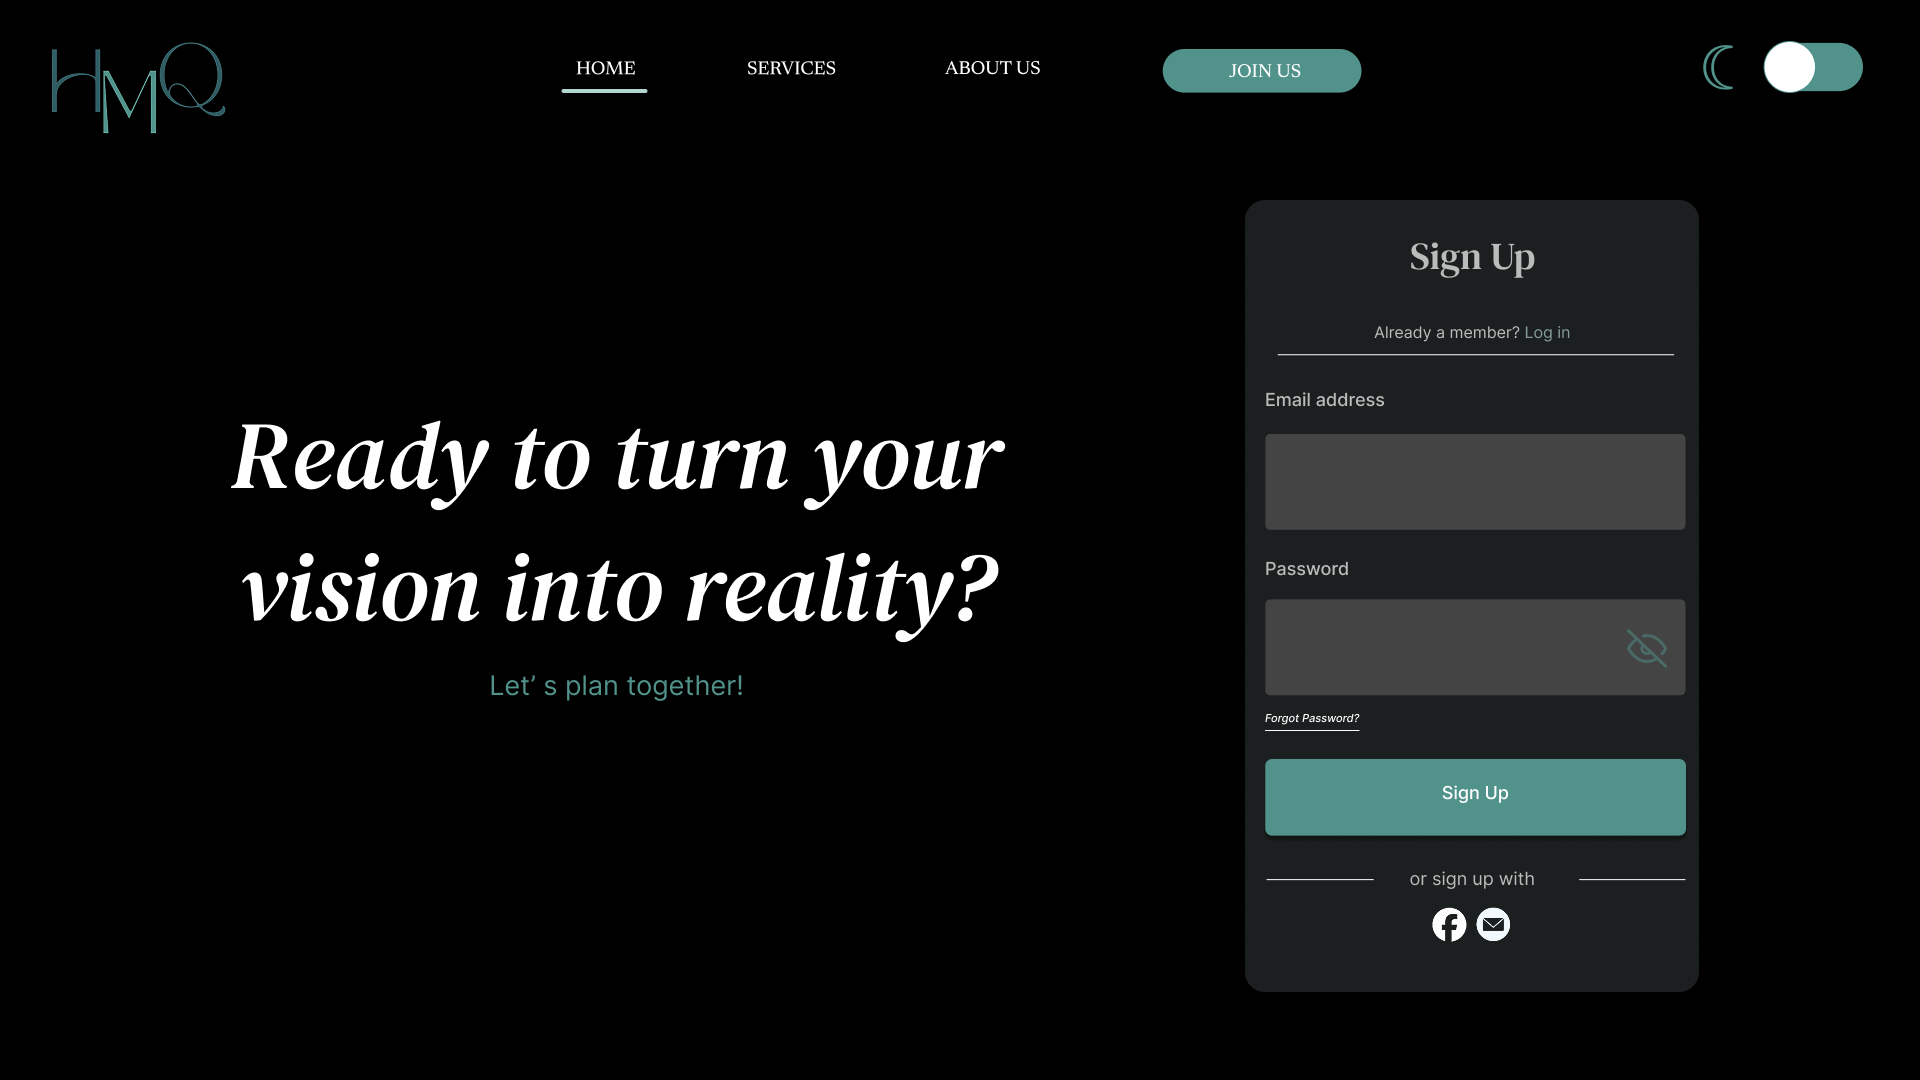 HMQ
HOME
SERVICES
ABOUT US
JOIN US
Ready to turn your
vision into reality?
Let’ s plan together!
Sign Up
Already a member? Log in
Email address
Password
Forgot Password?
Sign Up
or sign up with